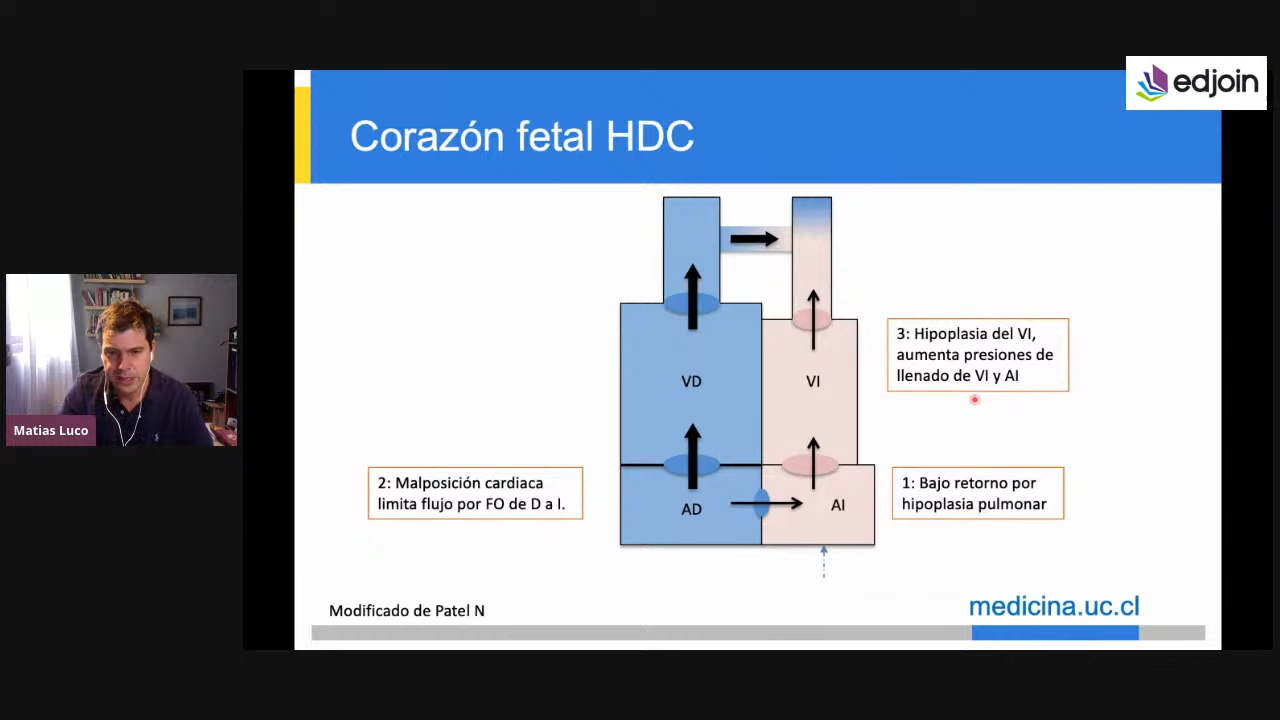 edjoin
Corazón fetal HDC
VD
VI
3: Hipoplasia del VI,
aumenta presiones de
llenado de VI y AI
Matias Luco
2: Malposición cardiaca
limita flujo por FO de D a I.
AD
AI
1: Bajo retorno por
hipoplasia pulmonar
Modificado de Patel N
medicina.uc.cl